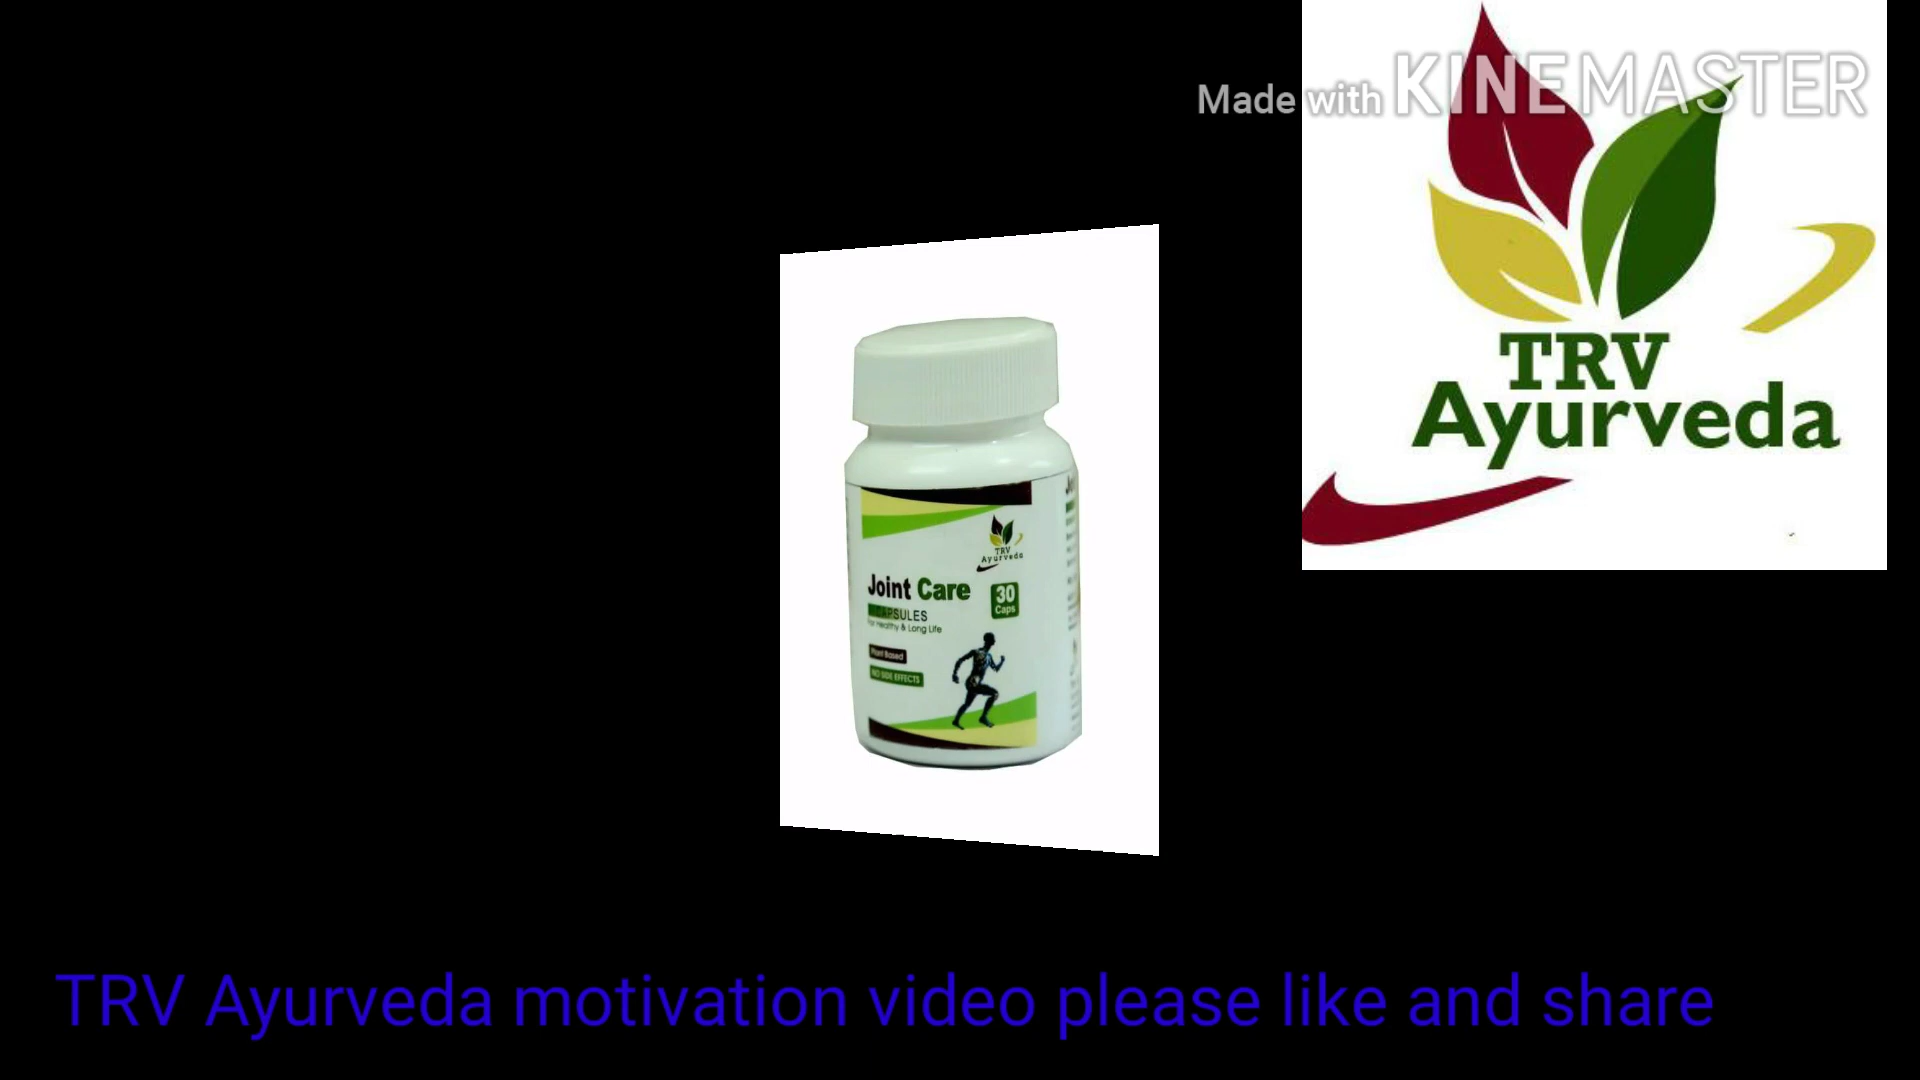 Made with KINEMASTER
TRV
Ayurveda
TRV
Ayurveda
Joint Care
30
Caps
CAPSULES
For Healthy & Long Life
Plant Based
NO SIDE EFFECTS
TRV Ayurveda motivation video please like and share